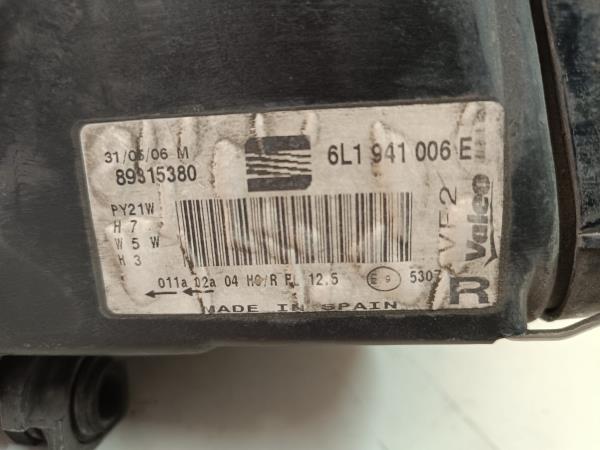 31/05/06 M
89315380
6L1 941 006 E
PY21W
H 7
W 5 W
H 3
VE2
Valeo
011a 02a 04 HC/R PL 12.5
E 9
5307
R
MADE IN SPAIN